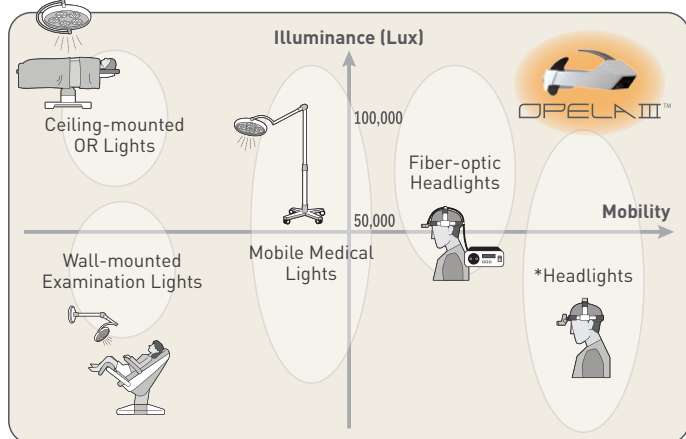 Illuminance (Lux)
OPELA III™
Ceiling-mounted
OR Lights
100,000
Fiber-optic
Headlights
50,000
Mobility
Wall-mounted
Examination Lights
Mobile Medical
Lights
*Headlights